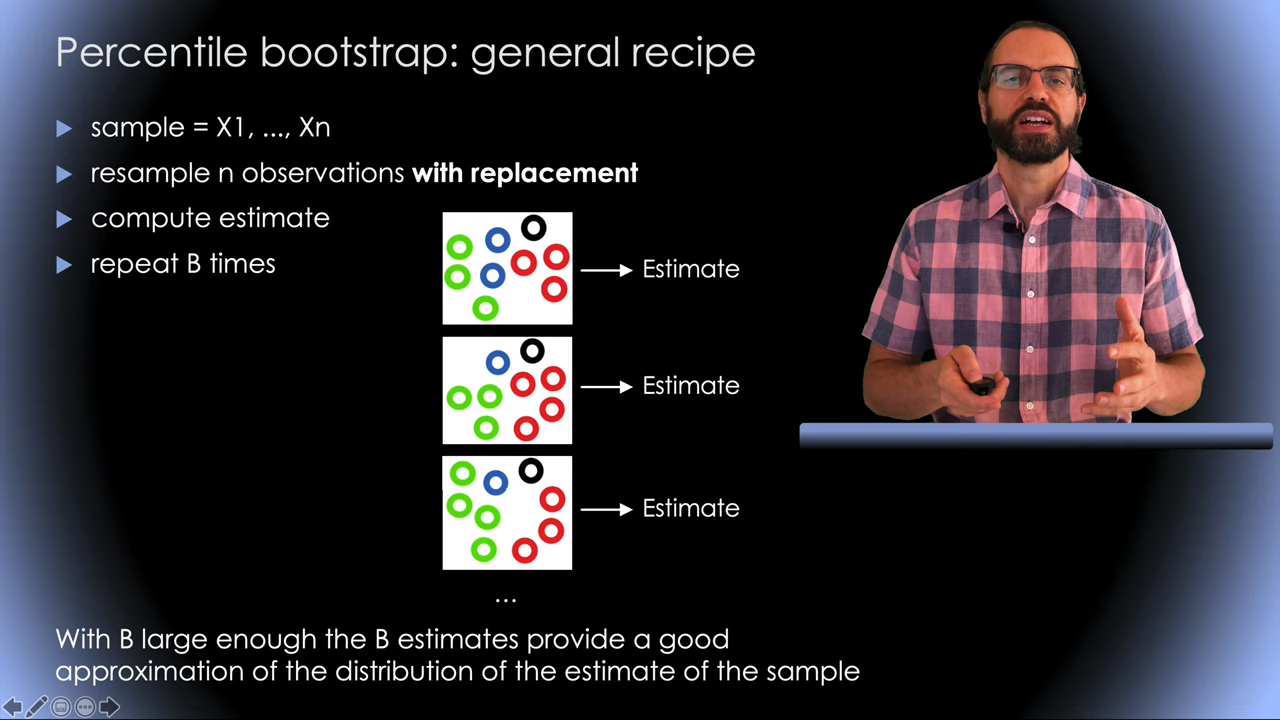 Percentile bootstrap: general recipe
sample = X1, ..., Xn
resample n observations with replacement
compute estimate
repeat B times
Estimate
Estimate
Estimate
...
With B large enough the B estimates provide a good
approximation of the distribution of the estimate of the sample